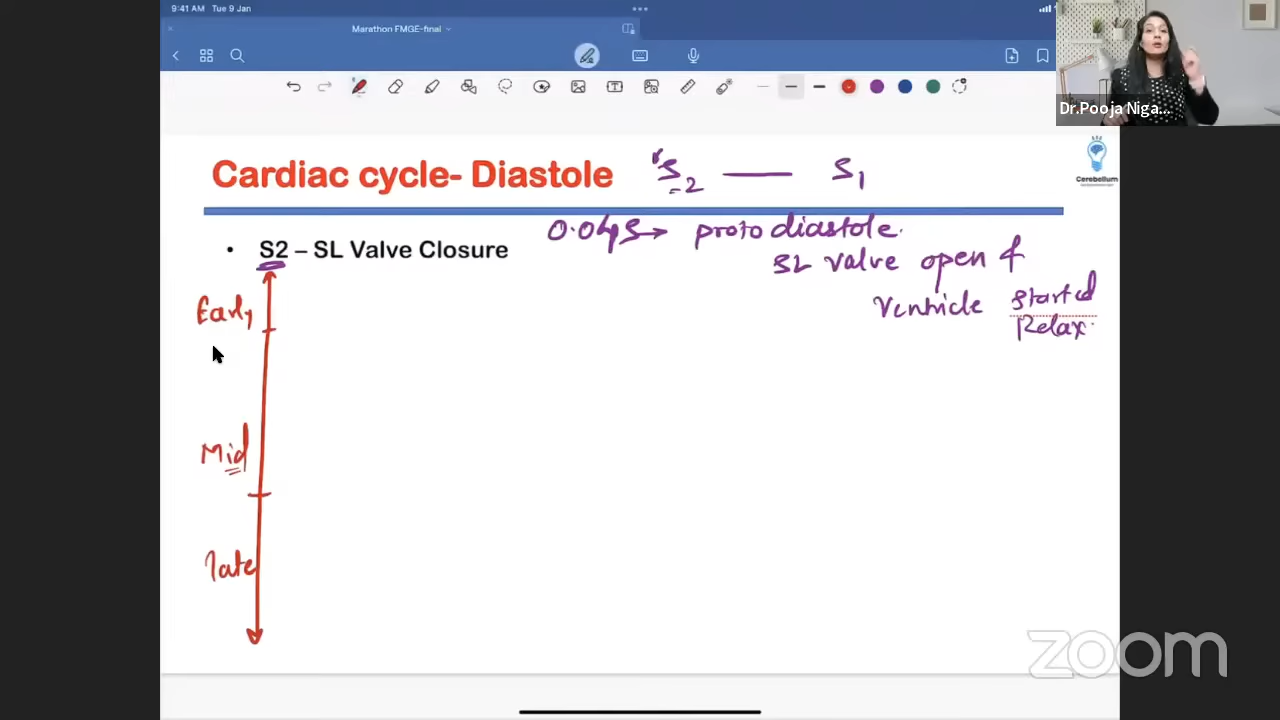 9:41 AM Tue 9 Jan
Marathon FMGE-final
Dr.Pooja Niga...
Cardiac cycle- Diastole S2 — S1
Cerebellum
0.04s→ proto diastole.
• S2 – SL Valve Closure
SL valve open &
Ventricle started
Relax.
Early
Mid
late
zoom